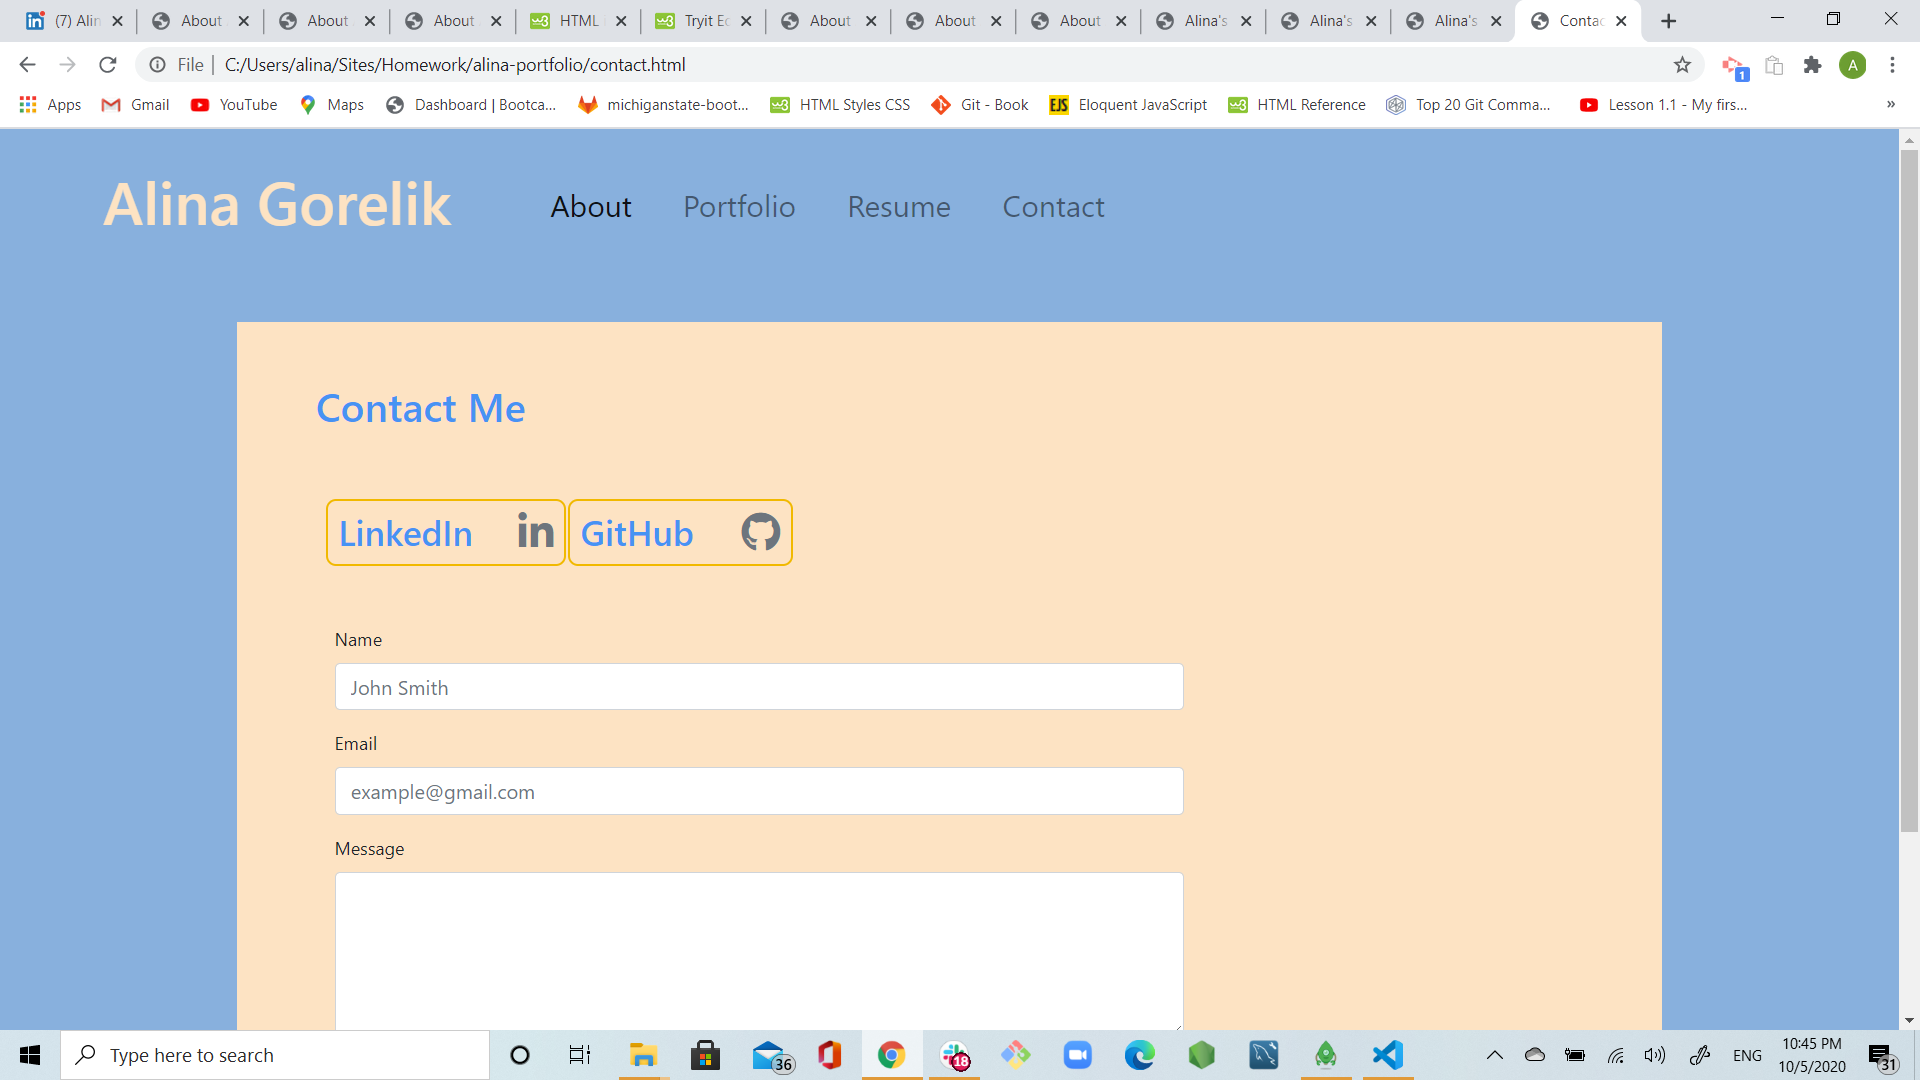 (7) Alin About About About HTML Tryit Ec About About About Alina's Alina's Alina's Contac
File C:/Users/alina/Sites/Homework/alina-portfolio/contact.html A 1
Apps Gmail YouTube Maps Dashboard | Bootca... michiganstate-boot... HTML Styles CSS Git - Book EJS Eloquent JavaScript HTML Reference Top 20 Git Comma... Lesson 1.1 - My firs... »
Alina Gorelik About Portfolio Resume Contact
Contact Me
LinkedIn in GitHub
Name
John Smith
Email
example@gmail.com
Message
Type here to search 36 18 ENG 10:45 PM
10/5/2020 31